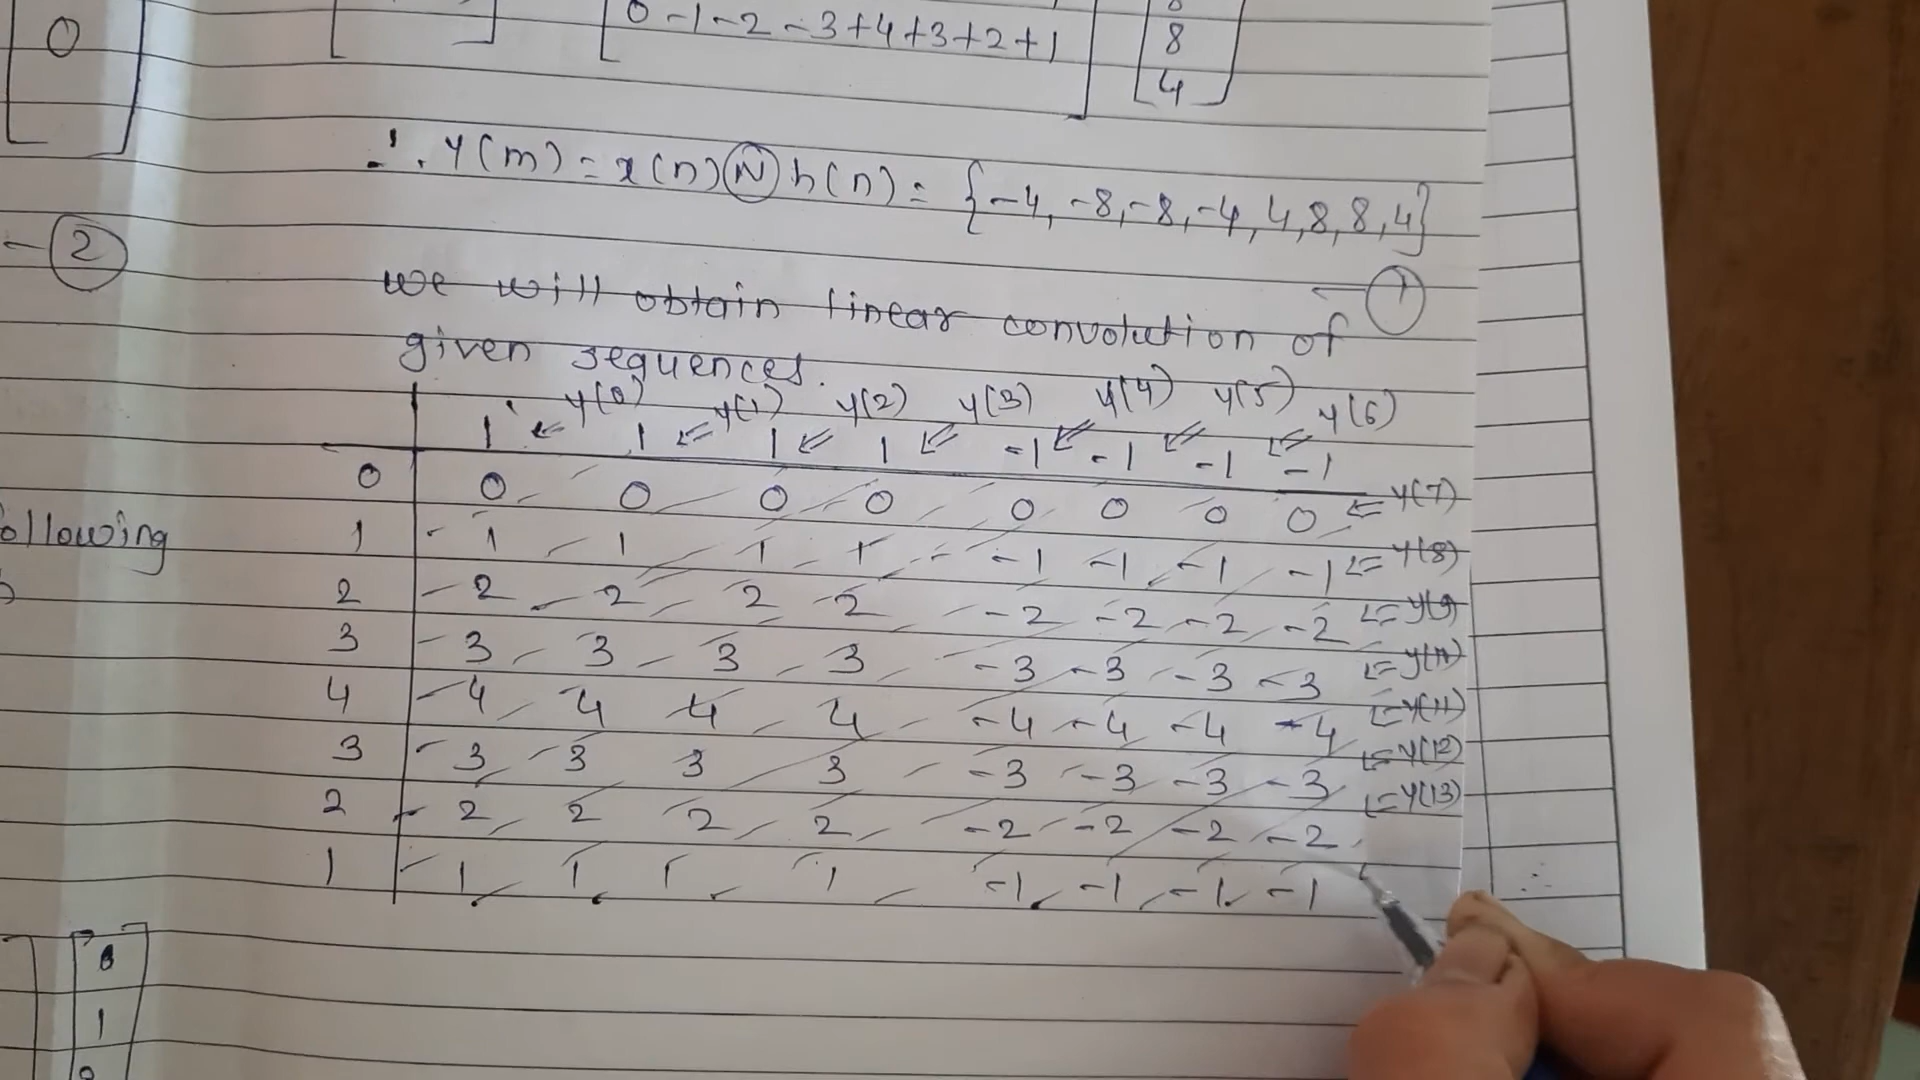 0
0-1-2-3+4+3+2+1
8
4
∴ y(m) = x(n) Ⓝ h(n) = {-4, -8, -8, -4, 4, 8, 8, 4}
- ②
← ①
we will obtain linear convolution of
given sequences.
y(0) y(1) y(2) y(3) y(4) y(5) y(6)
1 1 1 1 -1 -1 -1 -1
0 0 0 0 0 0 0 0 0 y(7)
ollowing
1 1 1 1 1 -1 -1 -1 -1 y(8)
2 2 2 2 2 -2 -2 -2 -2 y(9)
3 3 3 3 3 -3 -3 -3 -3
4 4 4 4 4 -4 -4 -4 -4 y(11)
3 3 3 3 3 -3 -3 -3 -3 y(12)
2 2 2 2 2 -2 -2 -2 -2 y(13)
1 1 1 1 1 -1 -1 -1 -1
∴
1